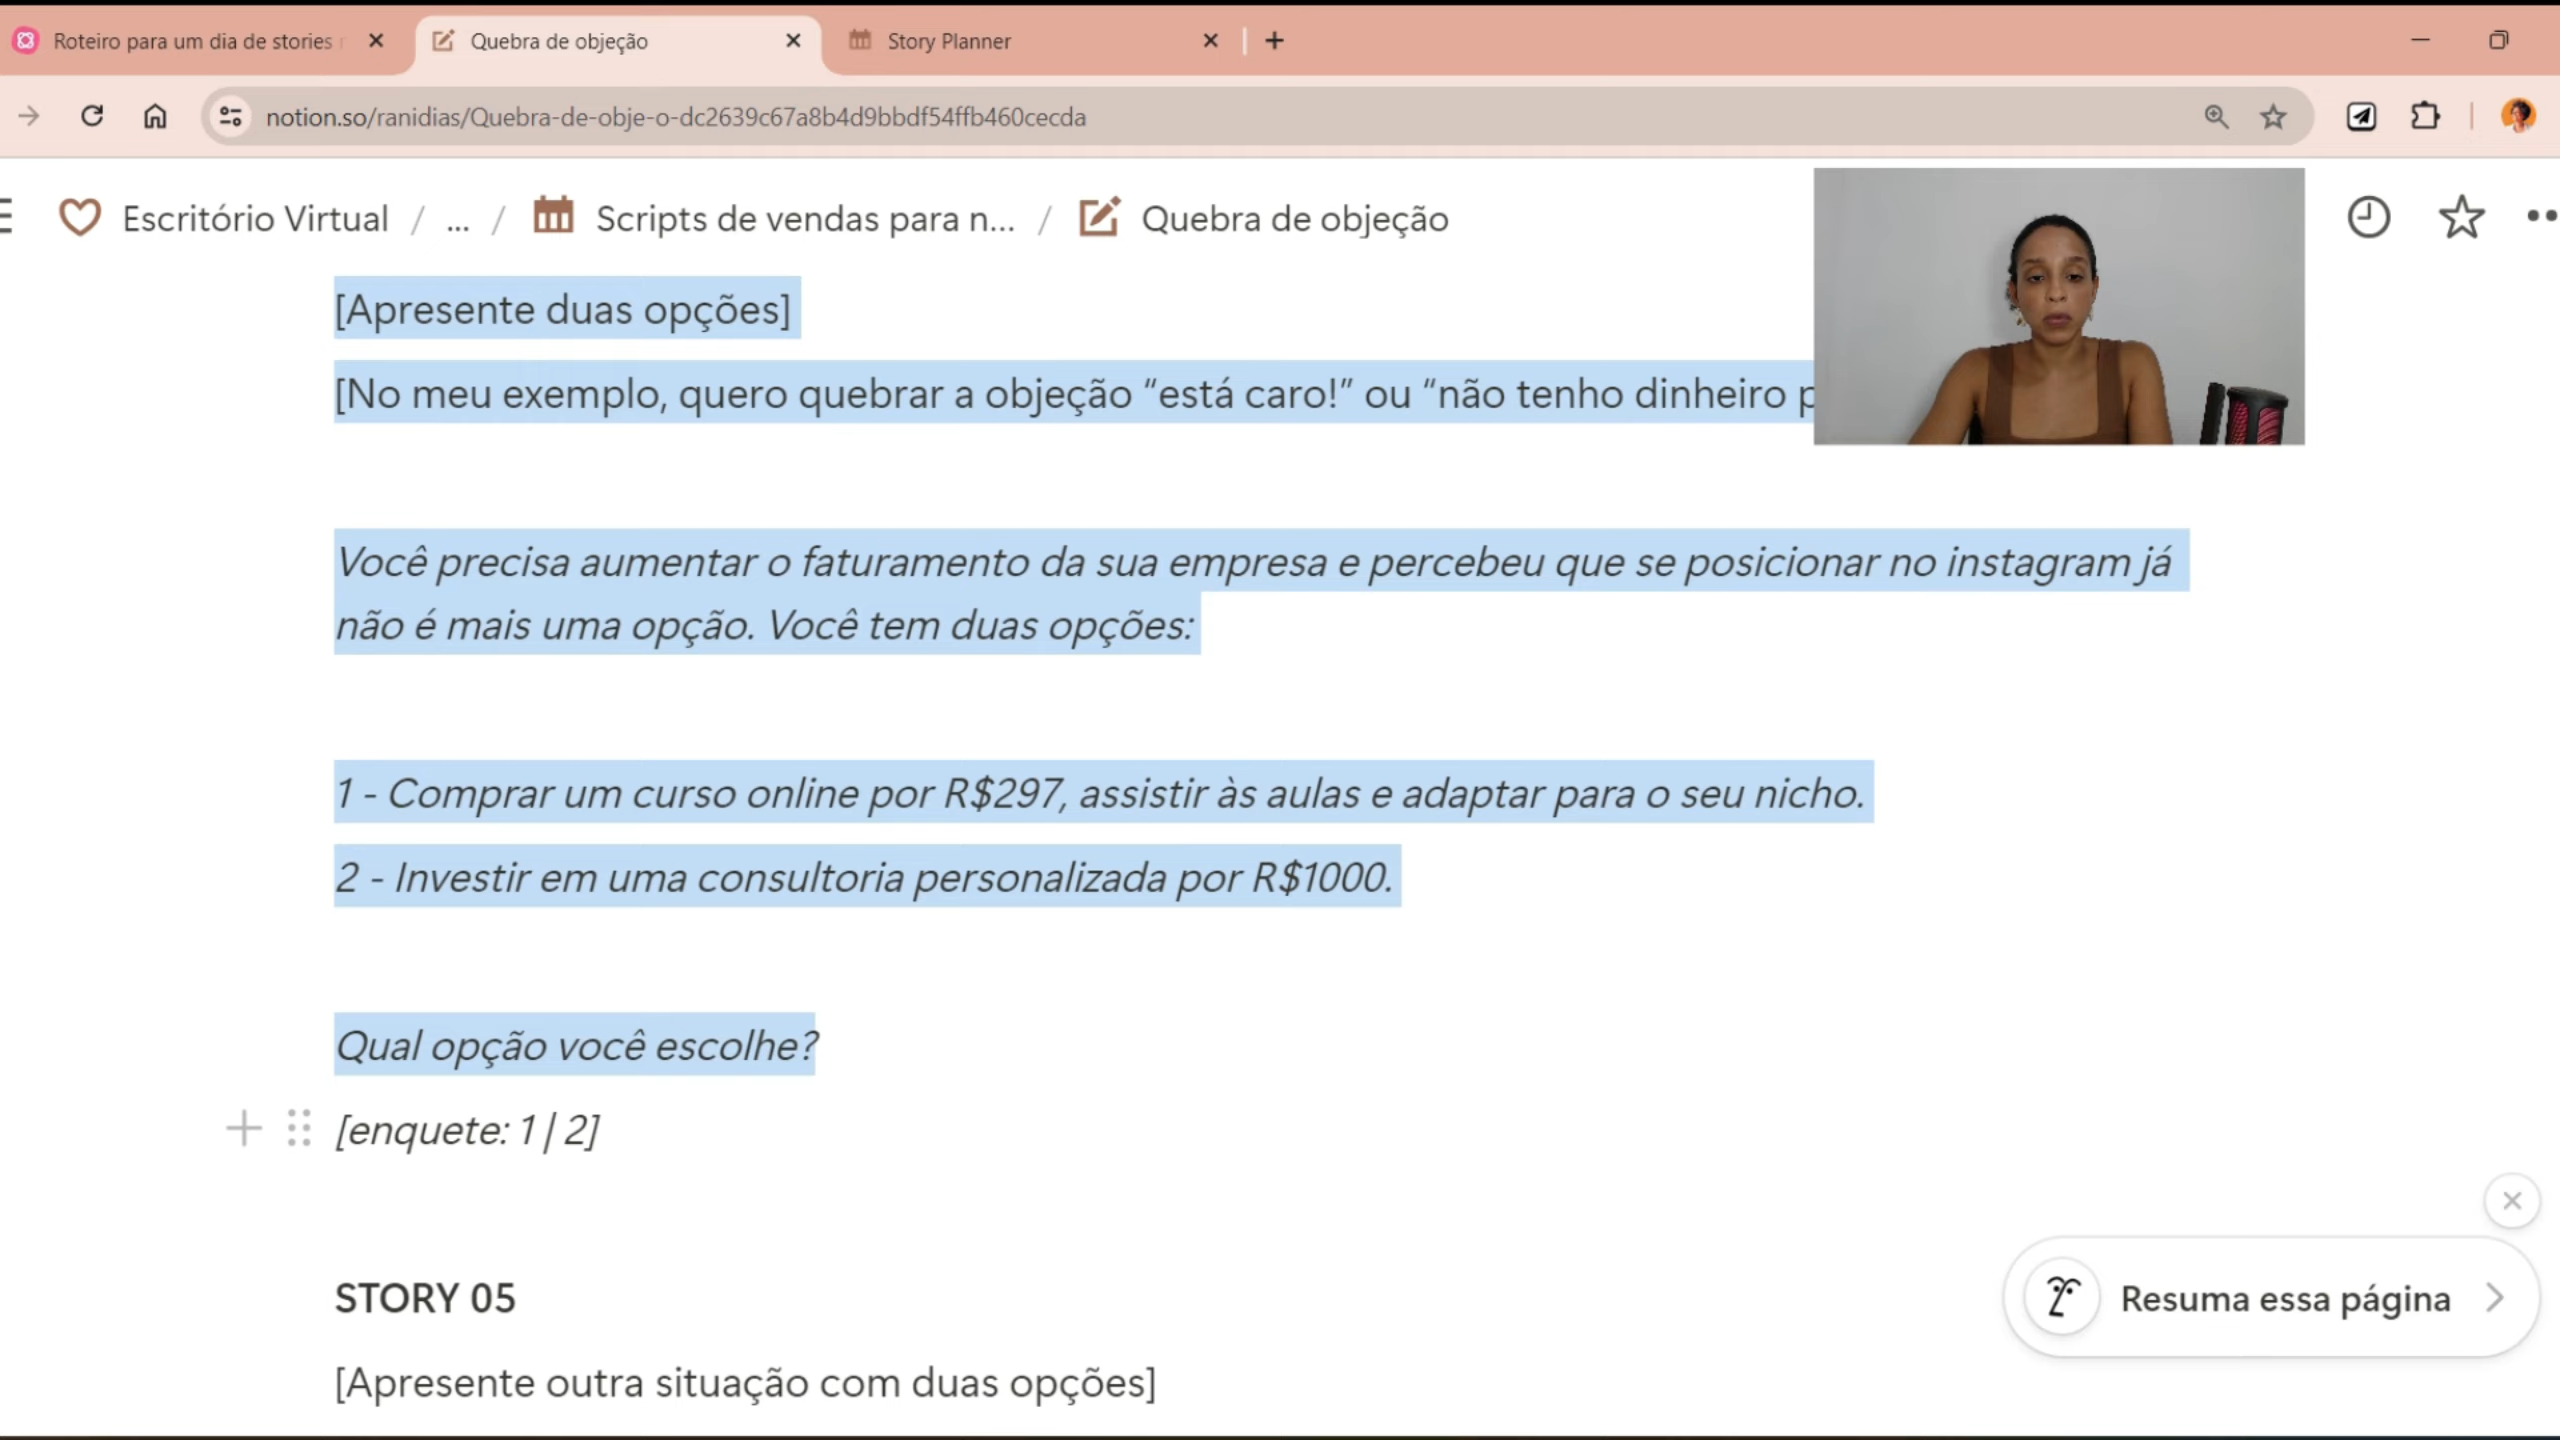 Roteiro para um dia de stories
Quebra de objeção
Story Planner
notion.so/ranidias/Quebra-de-obje-o-dc2639c67a8b4d9bbdf54ffb460cecda
Escritório Virtual / ... / Scripts de vendas para n... / Quebra de objeção
[Apresente duas opções]
[No meu exemplo, quero quebrar a objeção “está caro!” ou “não tenho dinheiro
Você precisa aumentar o faturamento da sua empresa e percebeu que se posicionar no instagram já
não é mais uma opção. Você tem duas opções:
1 - Comprar um curso online por R$297, assistir às aulas e adaptar para o seu nicho.
2 - Investir em uma consultoria personalizada por R$1000.
Qual opção você escolhe?
[enquete: 1 | 2]
STORY 05
Resuma essa página
[Apresente outra situação com duas opções]